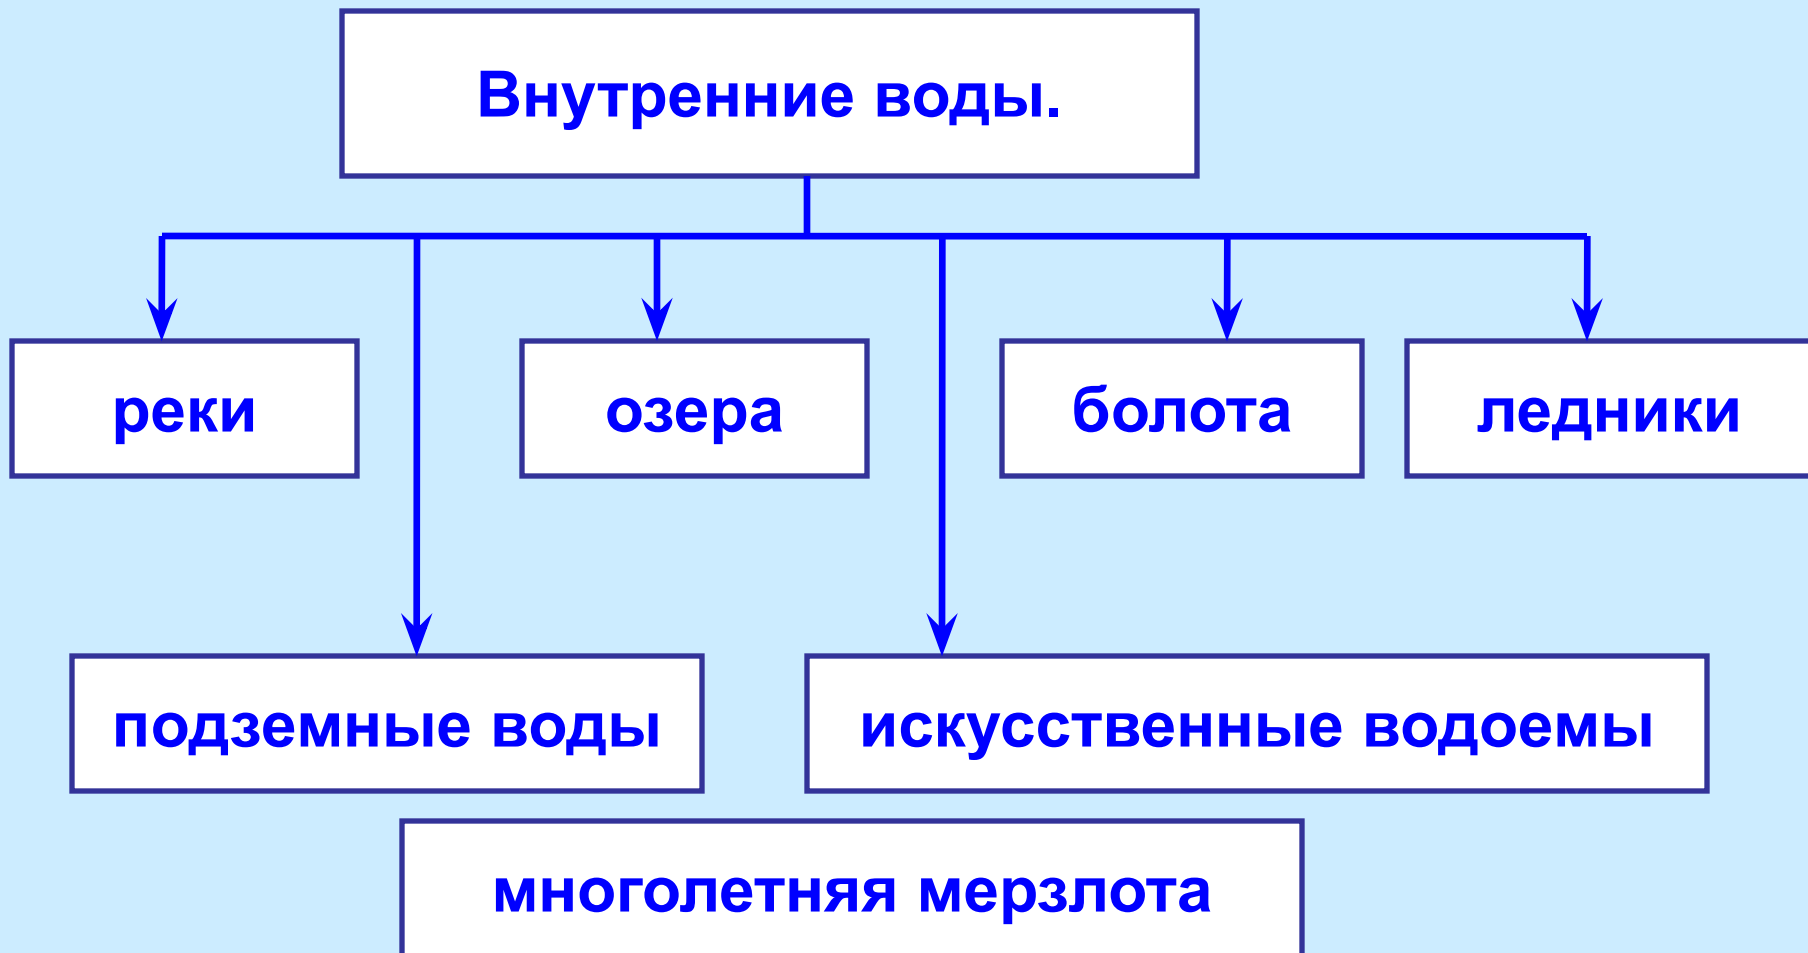 Внутренние воды.
реки
озера
болота
ледники
подземные воды
искусственные водоемы
многолетняя мерзлота